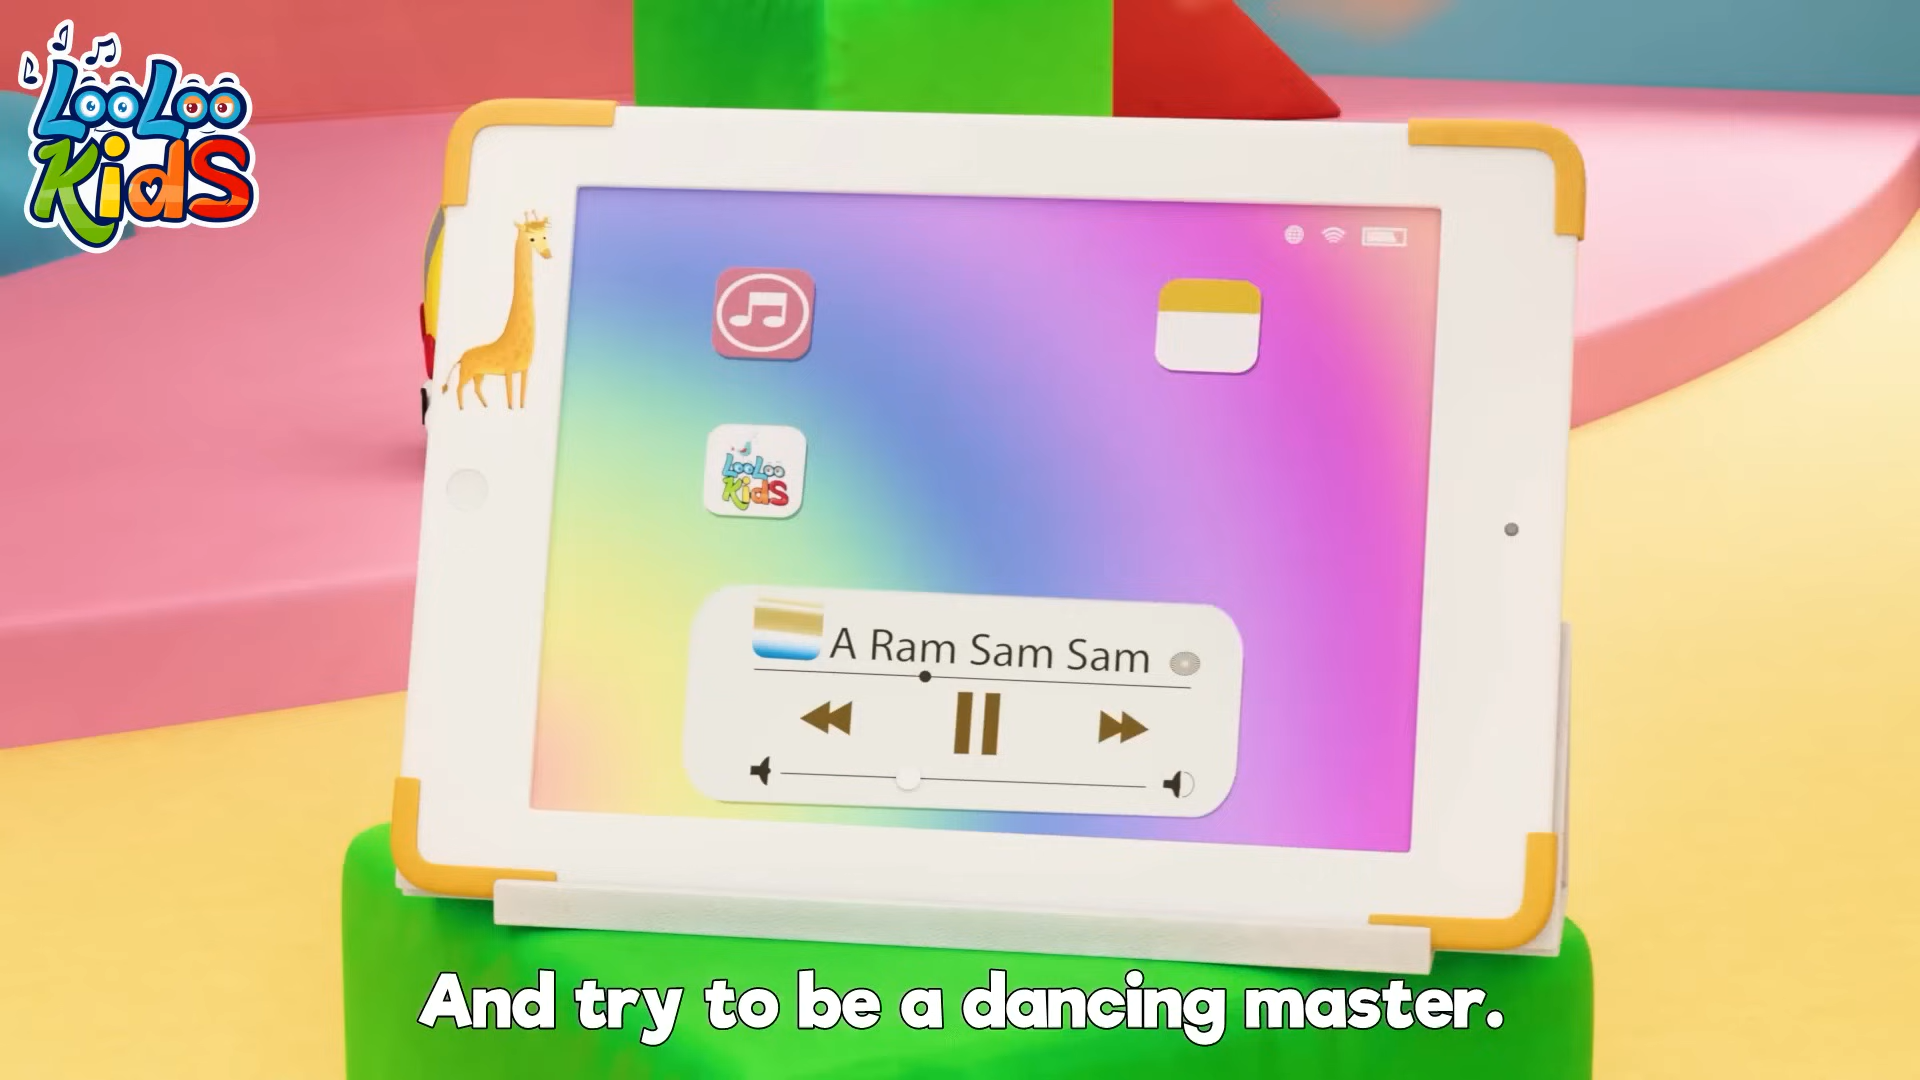 LooLoo
Kids
LooLoo
Kids
A Ram Sam Sam
And try to be a dancing master.